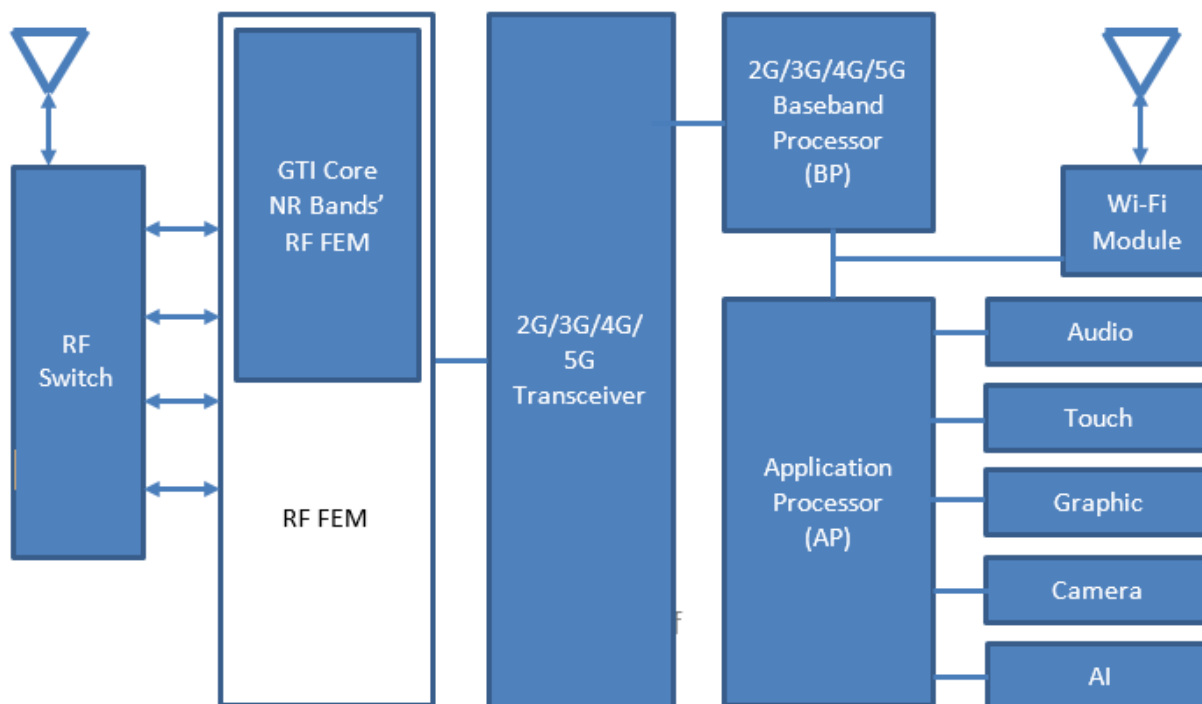 GTI Core
NR Bands'
RF FEM
RF
Switch
RF FEM
2G/3G/4G/
5G
Transceiver
2G/3G/4G/5G
Baseband
Processor
(BP)
Wi-Fi
Module
Application
Processor
(AP)
Audio
Touch
Graphic
Camera
AI